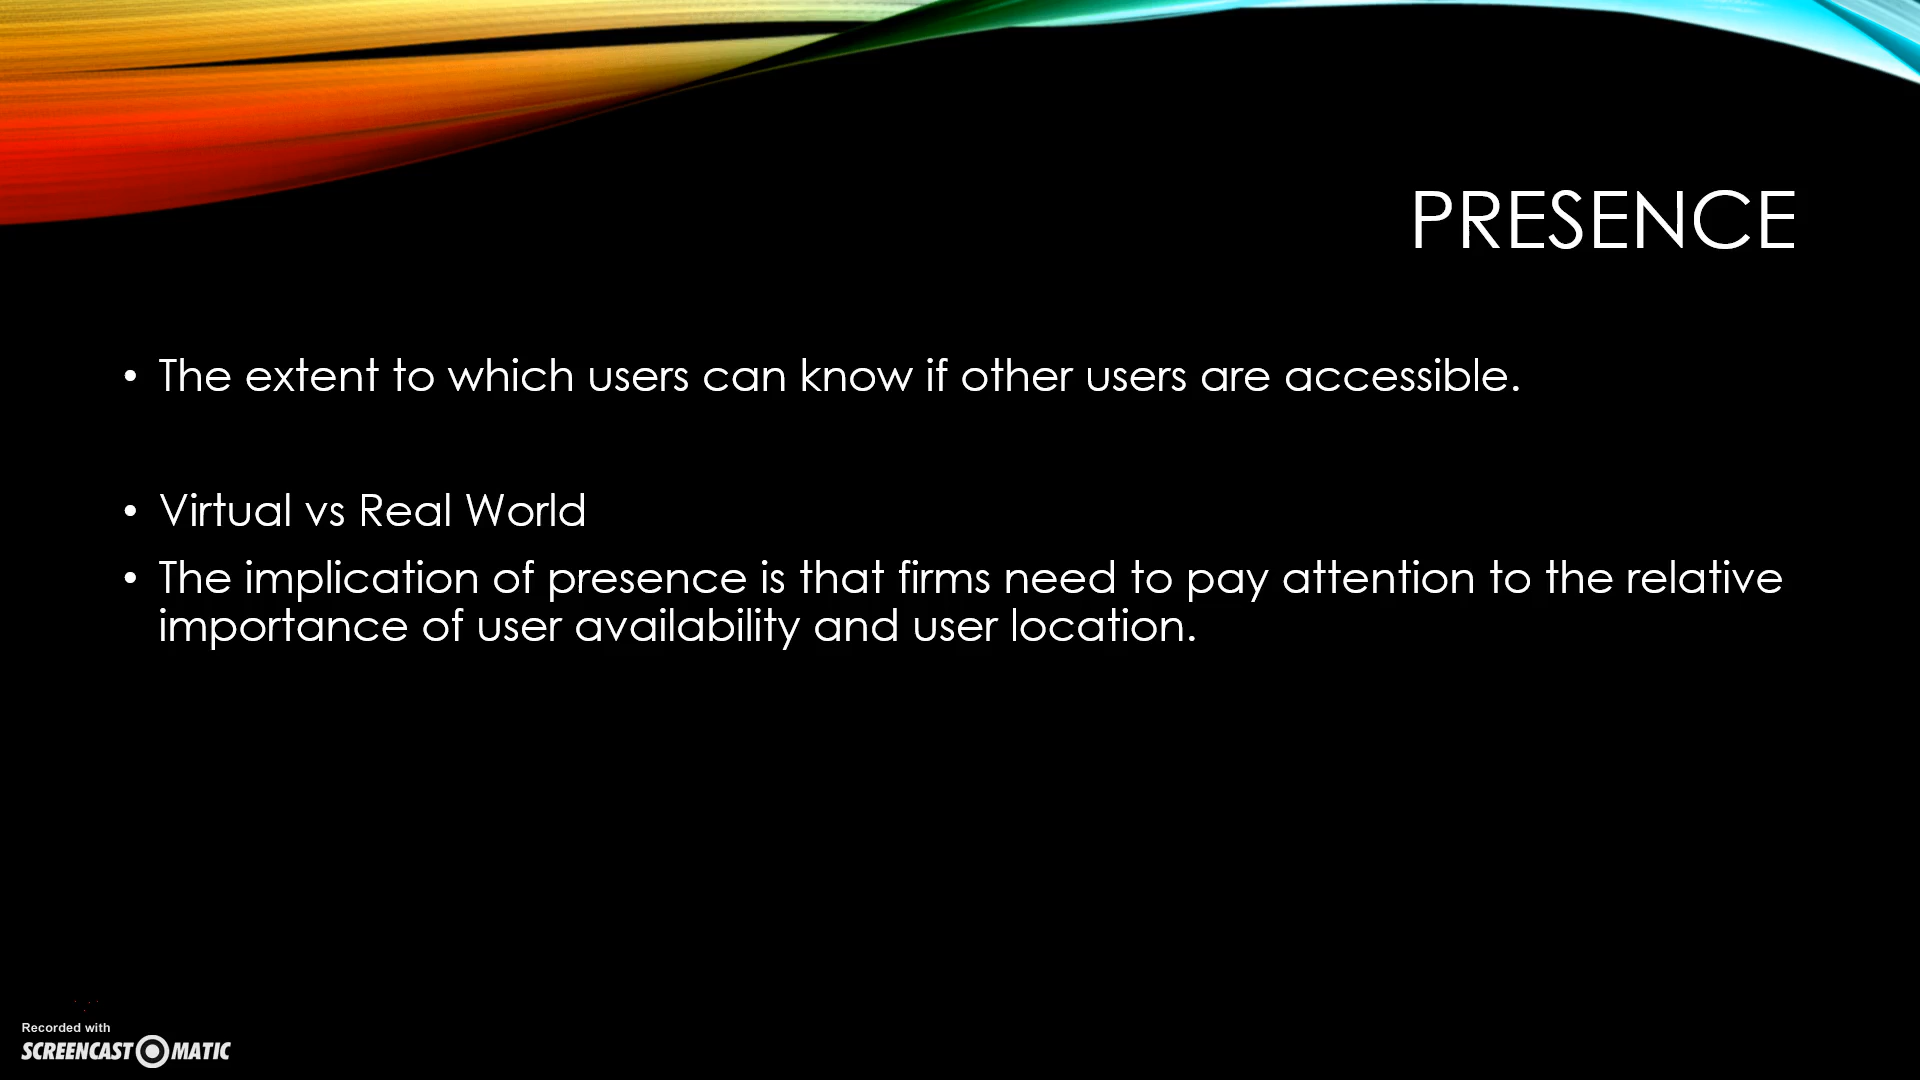 PRESENCE
• The extent to which users can know if other users are accessible.
• Virtual vs Real World
• The implication of presence is that firms need to pay attention to the relative
importance of user availability and user location.
Recorded with
SCREENCAST MATIC